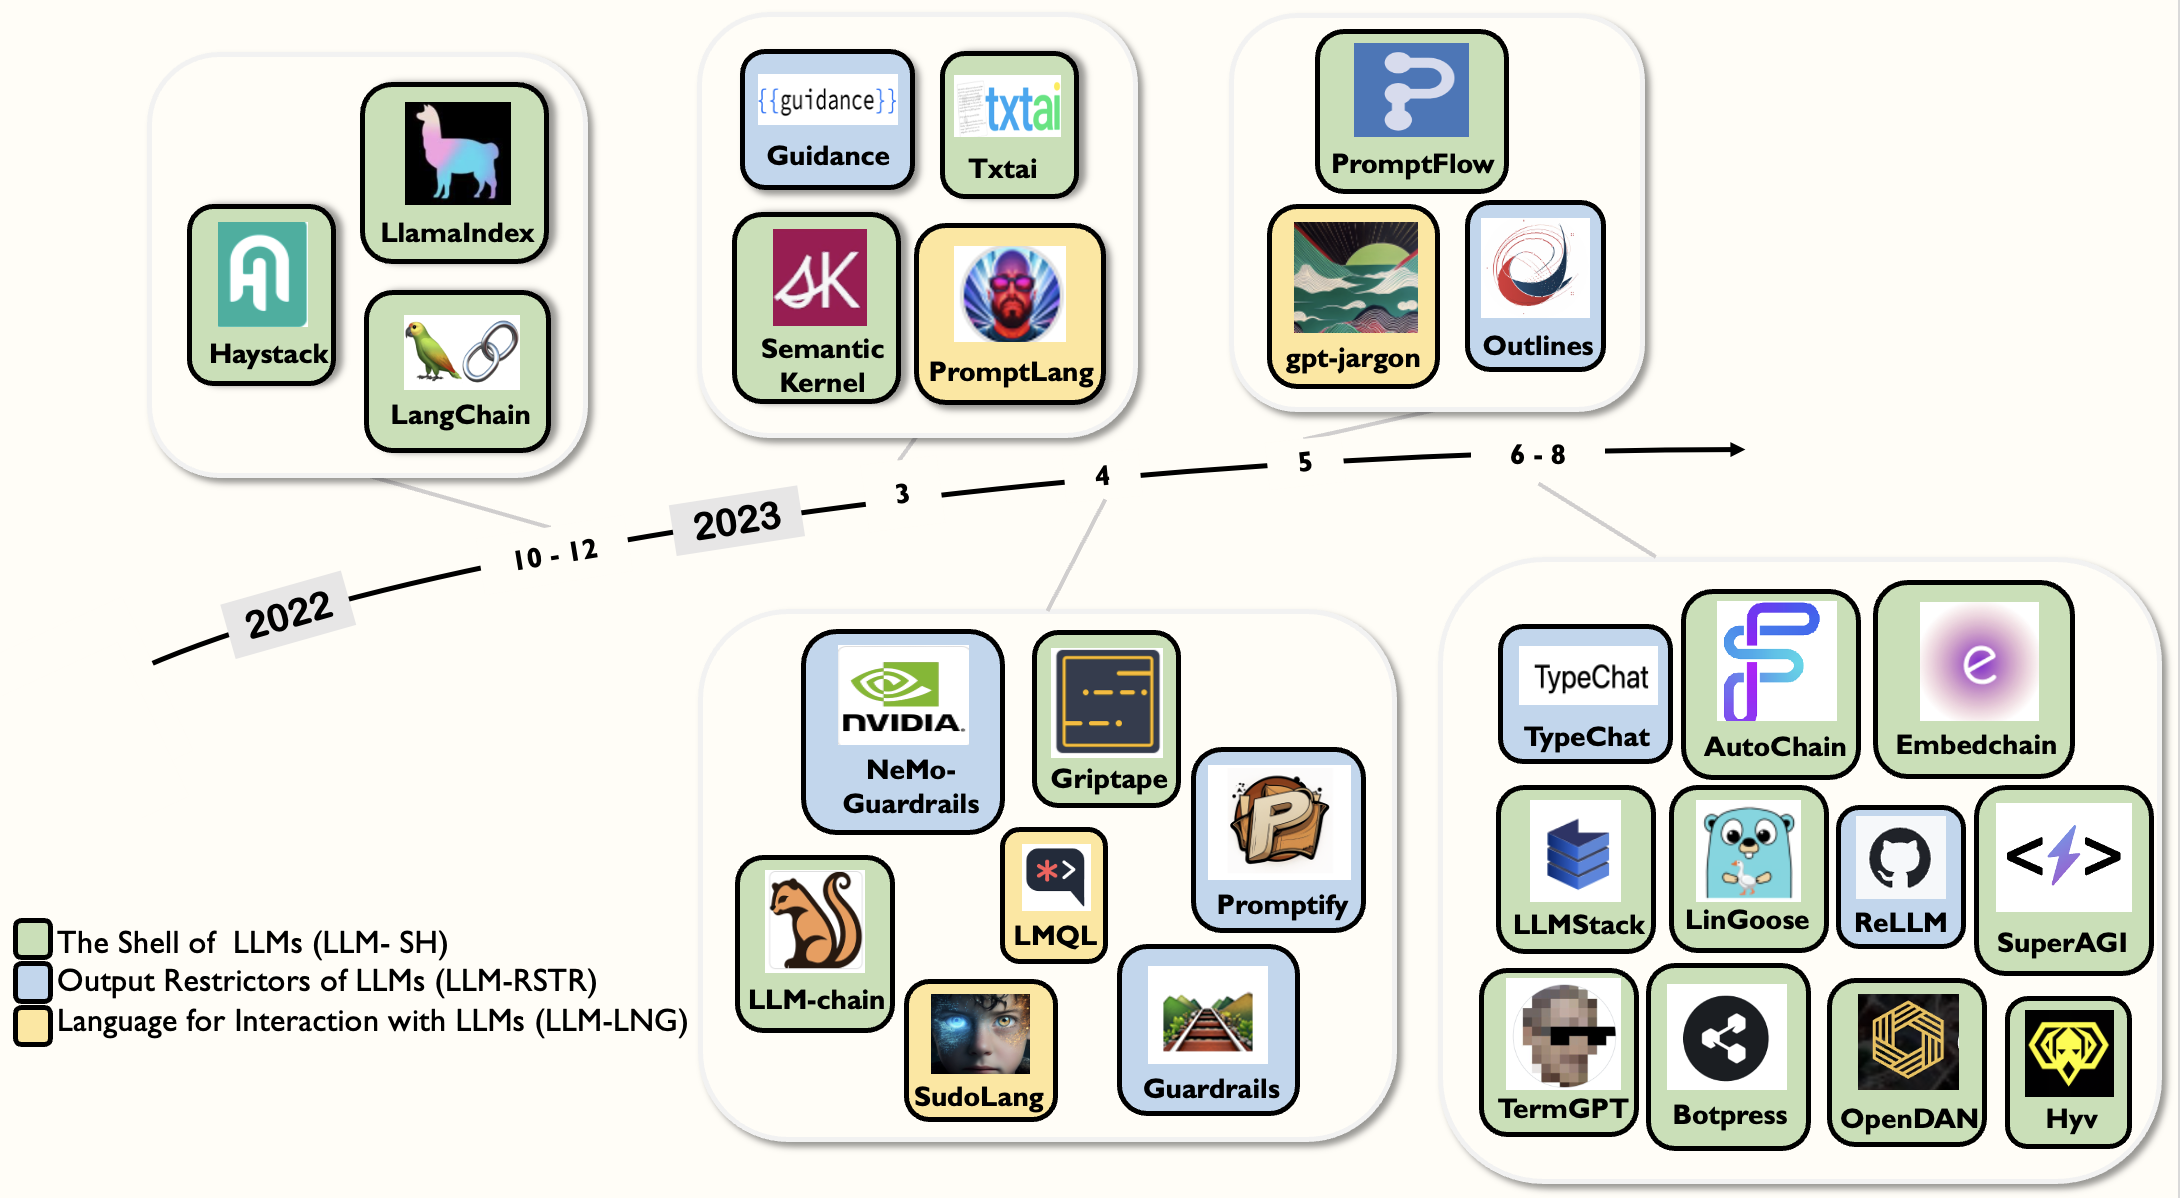 LlamaIndex
Haystack
LangChain
{{guidance}}
Guidance
txtai
Txtai
SK
Semantic
Kernel
PromptLang
PromptFlow
gpt-jargon
Outlines
2022
10 - 12
2023
3
4
5
6 - 8
NVIDIA.
NeMo-
Guardrails
Griptape
P
Promptify
*>
LMQL
LLM-chain
SudoLang
Guardrails
TypeChat
TypeChat
AutoChain
e
Embedchain
LLMStack
LinGoose
ReLLM
< >
SuperAGI
TermGPT
Botpress
OpenDAN
Hyv
The Shell of LLMs (LLM- SH)
Output Restrictors of LLMs (LLM-RSTR)
Language for Interaction with LLMs (LLM-LNG)